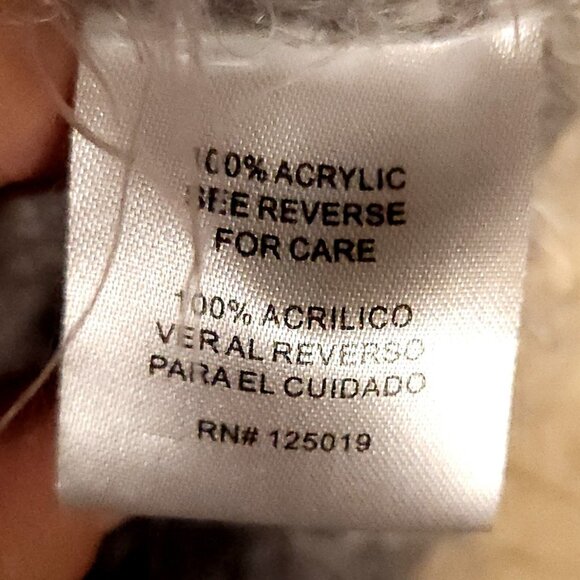 100% ACRYLIC
SEE REVERSE
FOR CARE
100% ACRILICO
VER AL REVERSO
PARA EL CUIDADO
RN# 125019